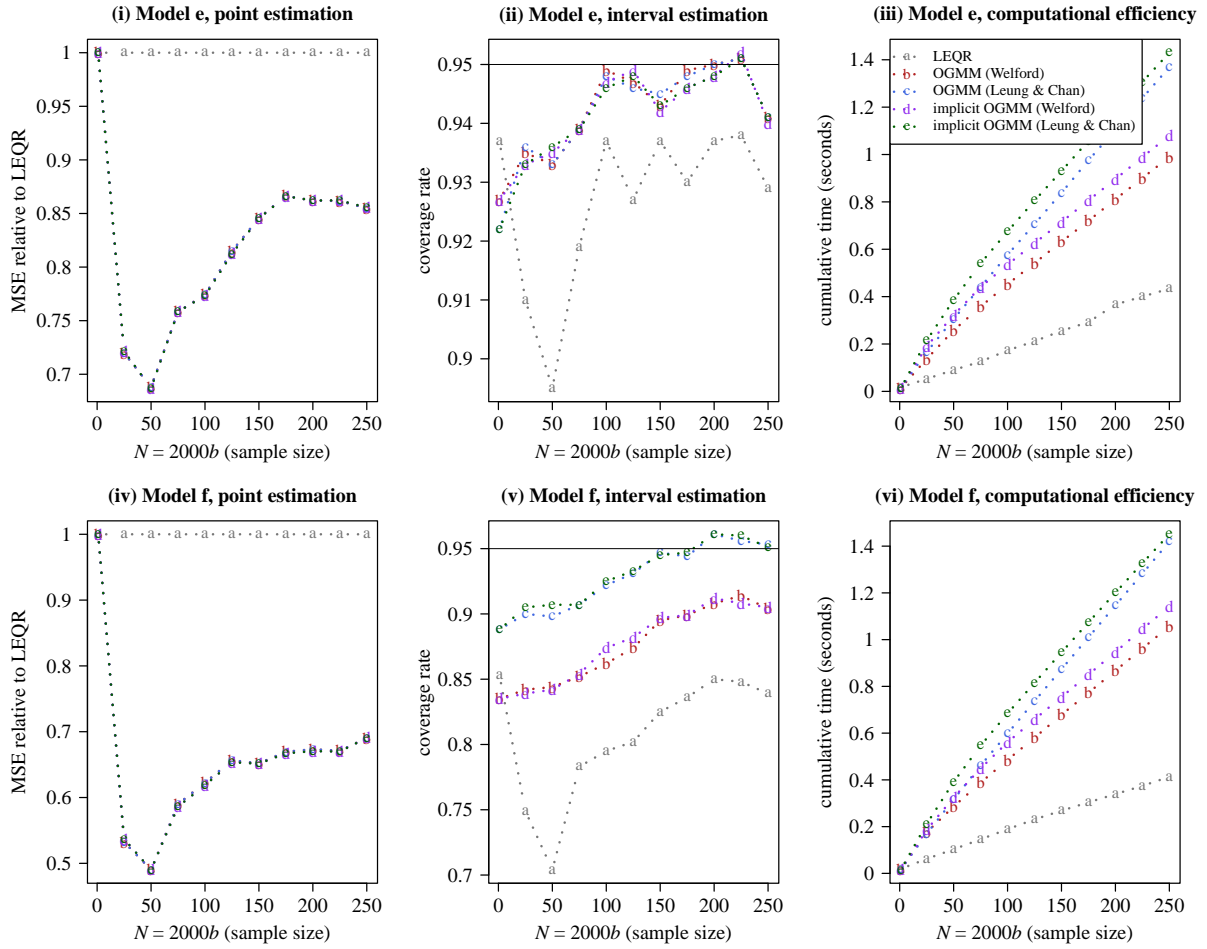 (i) Model e, point estimation
MSE relative to LEQR
1
0.95
0.9
0.85
0.8
0.75
0.7
0 50 100 150 200 250
N = 2000b (sample size)
(ii) Model e, interval estimation
coverage rate
0.95
0.94
0.93
0.92
0.91
0.9
0 50 100 150 200 250
N = 2000b (sample size)
(iii) Model e, computational efficiency
cumulative time (seconds)
1.4
1.2
1
0.8
0.6
0.4
0.2
0
a LEQR
b OGMM (Welford)
c OGMM (Leung & Chan)
d implicit OGMM (Welford)
e implicit OGMM (Leung & Chan)
0 50 100 150 200 250
N = 2000b (sample size)
(iv) Model f, point estimation
MSE relative to LEQR
1
0.9
0.8
0.7
0.6
0.5
0 50 100 150 200 250
N = 2000b (sample size)
(v) Model f, interval estimation
coverage rate
0.95
0.9
0.85
0.8
0.75
0.7
0 50 100 150 200 250
N = 2000b (sample size)
(vi) Model f, computational efficiency
cumulative time (seconds)
1.4
1.2
1
0.8
0.6
0.4
0.2
0
0 50 100 150 200 250
N = 2000b (sample size)